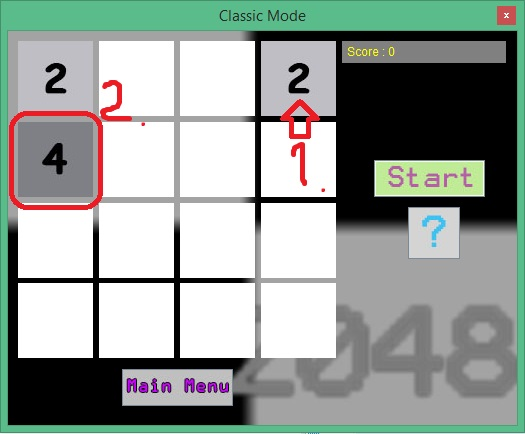 Classic Mode
x
2 2
Score : 0
2.
4
1.
Start
?
2048
Main Menu